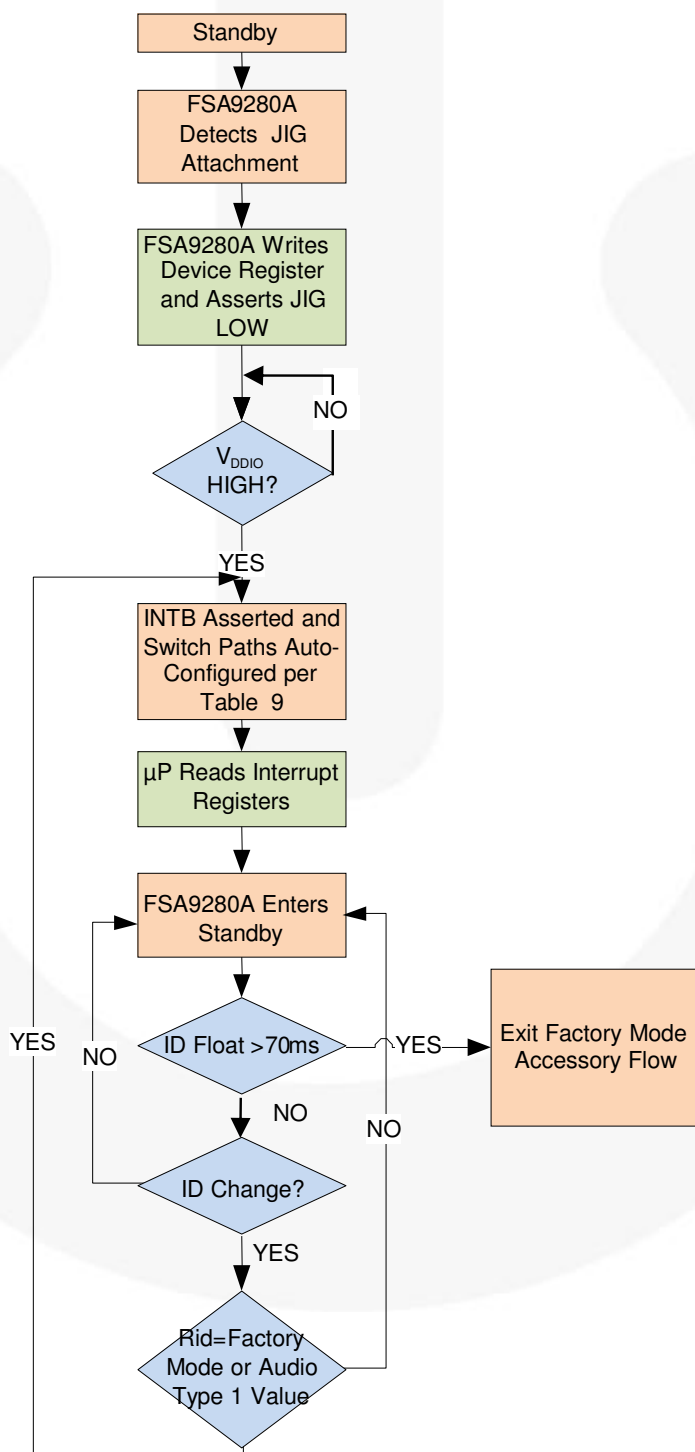 Standby
FSA9280A
Detects JIG
Attachment
FSA9280A Writes
Device Register
and Asserts JIG
LOW
NO
VDDIO
HIGH?
YES
INTB Asserted and
Switch Paths Auto-
Configured per
Table 9
µP Reads Interrupt
Registers
FSA9280A Enters
Standby
ID Float >70ms
YES
Exit Factory Mode
Accessory Flow
YES
NO
NO
NO
ID Change?
YES
Rid=Factory
Mode or Audio
Type 1 Value